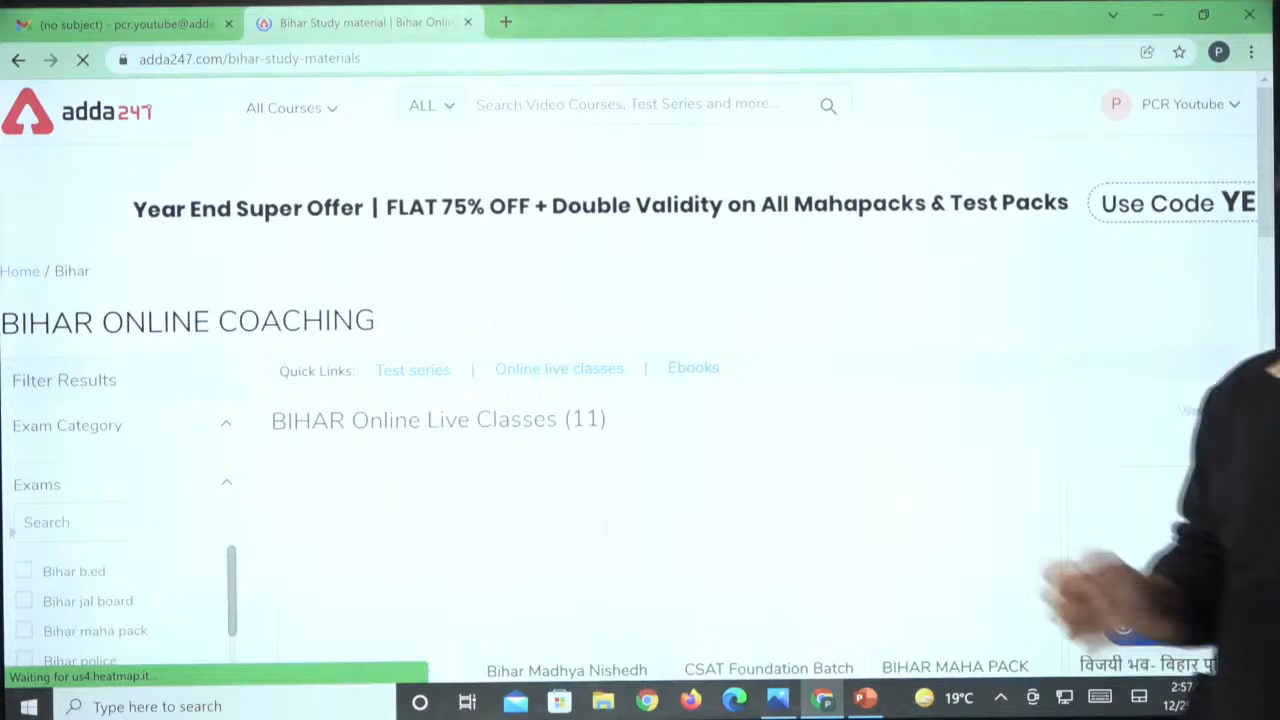 (no subject) - pcr.youtube@adda
Bihar Study material | Bihar Onlin
adda247.com/bihar-study-materials
P
adda247
All Courses
ALL
Search Video Courses, Test Series and more...
P
PCR Youtube
Year End Super Offer | FLAT 75% OFF + Double Validity on All Mahapacks & Test Packs
Use Code YE
Home / Bihar
BIHAR ONLINE COACHING
Filter Results
Quick Links: Test series | Online live classes | Ebooks
Exam Category
BIHAR Online Live Classes (11)
Exams
Search
Bihar b.ed
Bihar jal board
Bihar maha pack
Bihar police
Waiting for us4.heatmap.it...
Bihar Madhya Nishedh
CSAT Foundation Batch
BIHAR MAHA PACK
विजयी भव- बिहार पु
Type here to search
19°C
2:57
12/2